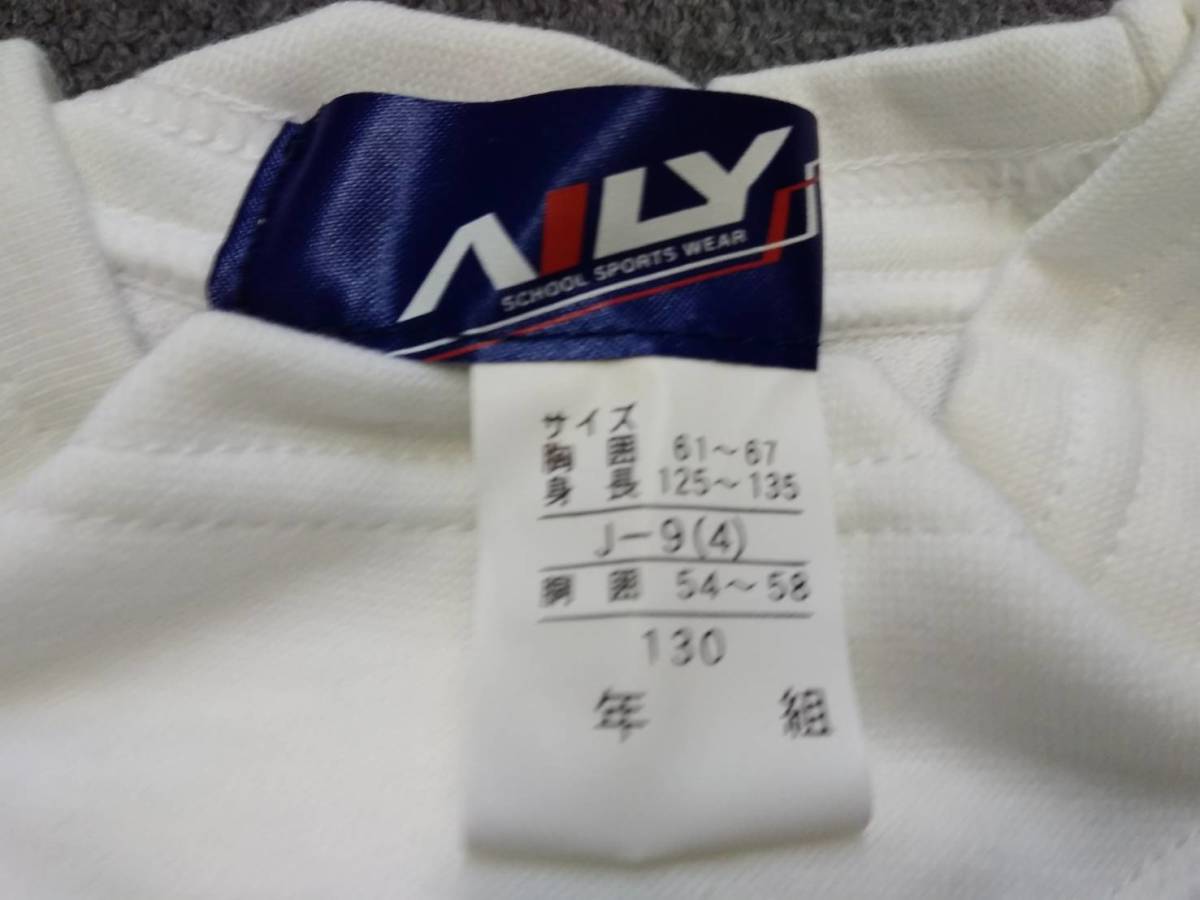 AILY
SCHOOL SPORTS WEAR
サイズ
胸囲 61～67
身長 125～135
J－9(4)
胴囲 54～58
130
年 組